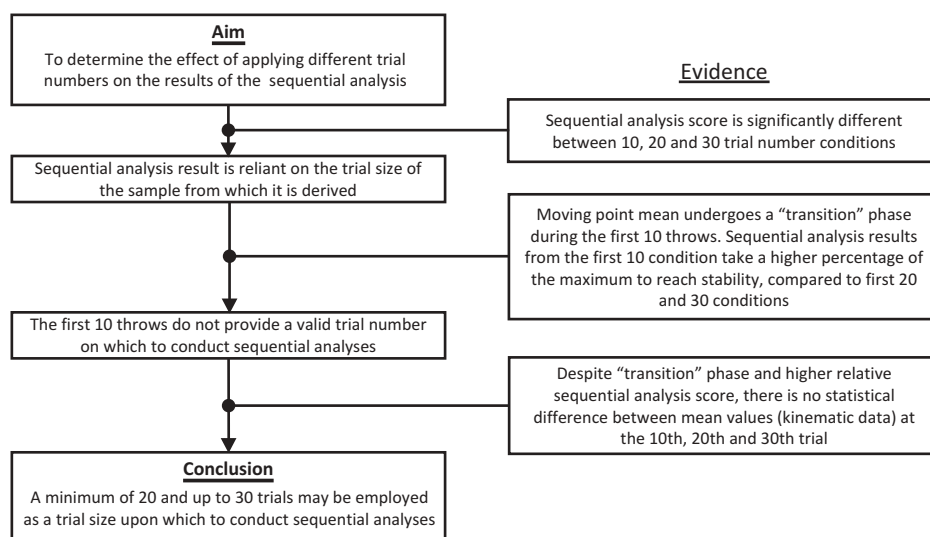 Aim
To determine the effect of applying different trial
numbers on the results of the sequential analysis
Evidence
Sequential analysis score is significantly different
between 10, 20 and 30 trial number conditions
Sequential analysis result is reliant on the trial size of
the sample from which it is derived
Moving point mean undergoes a “transition” phase
during the first 10 throws. Sequential analysis results
from the first 10 condition take a higher percentage of
the maximum to reach stability, compared to first 20
and 30 conditions
The first 10 throws do not provide a valid trial number
on which to conduct sequential analyses
Despite “transition” phase and higher relative
sequential analysis score, there is no statistical
difference between mean values (kinematic data) at
the 10th, 20th and 30th trial
Conclusion
A minimum of 20 and up to 30 trials may be employed
as a trial size upon which to conduct sequential analyses